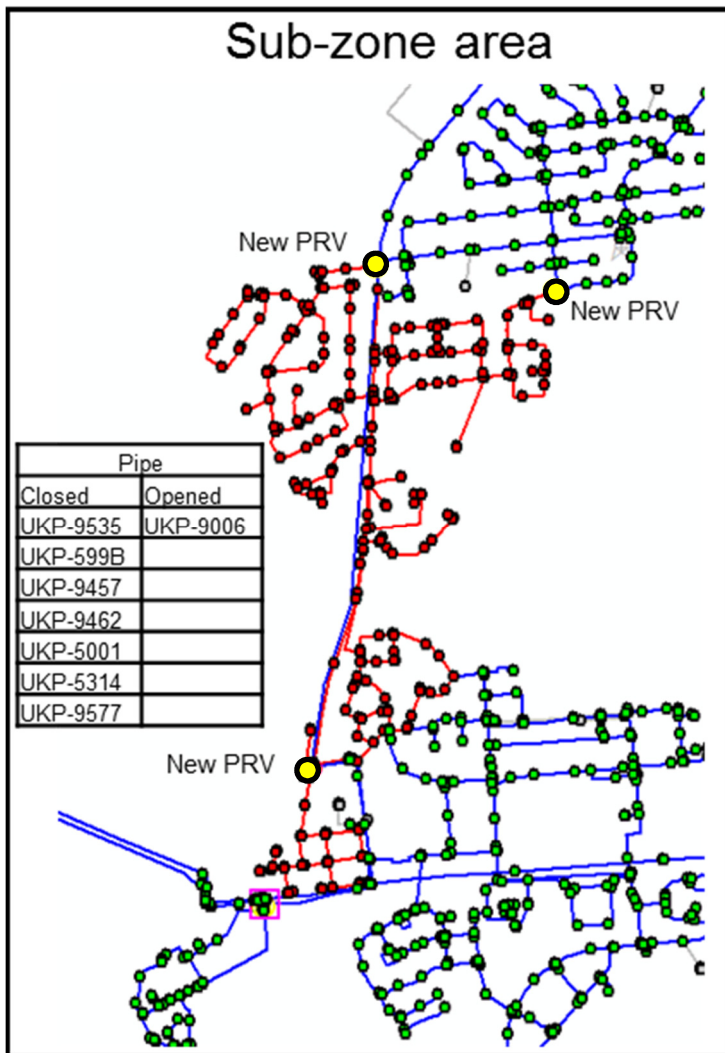 Sub-zone area
New PRV
New PRV
Pipe
Closed Opened
UKP-9535 UKP-9006
UKP-599B
UKP-9457
UKP-9462
UKP-5001
UKP-5314
UKP-9577
New PRV